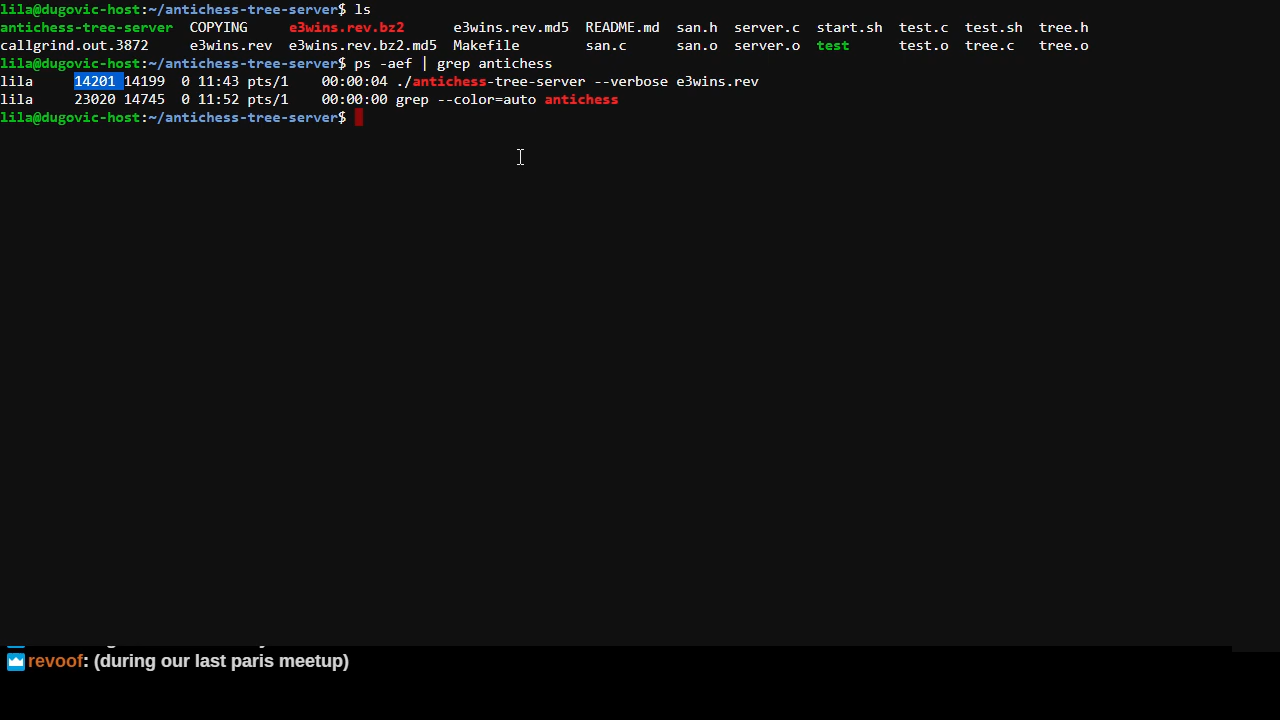 lila@dugovic-host:~/antichess-tree-server$ ls
antichess-tree-server  COPYING     e3wins.rev.bz2      e3wins.rev.md5  README.md  san.h  server.c  start.sh  test.c  test.sh  tree.h
callgrind.out.3872     e3wins.rev  e3wins.rev.bz2.md5  Makefile        san.c      san.o  server.o  test      test.o  tree.c   tree.o
lila@dugovic-host:~/antichess-tree-server$ ps -aef | grep antichess
lila     14201 14199  0 11:43 pts/1    00:00:04 ./antichess-tree-server --verbose e3wins.rev
lila     23020 14745  0 11:52 pts/1    00:00:00 grep --color=auto antichess
lila@dugovic-host:~/antichess-tree-server$
revoof: (during our last paris meetup)